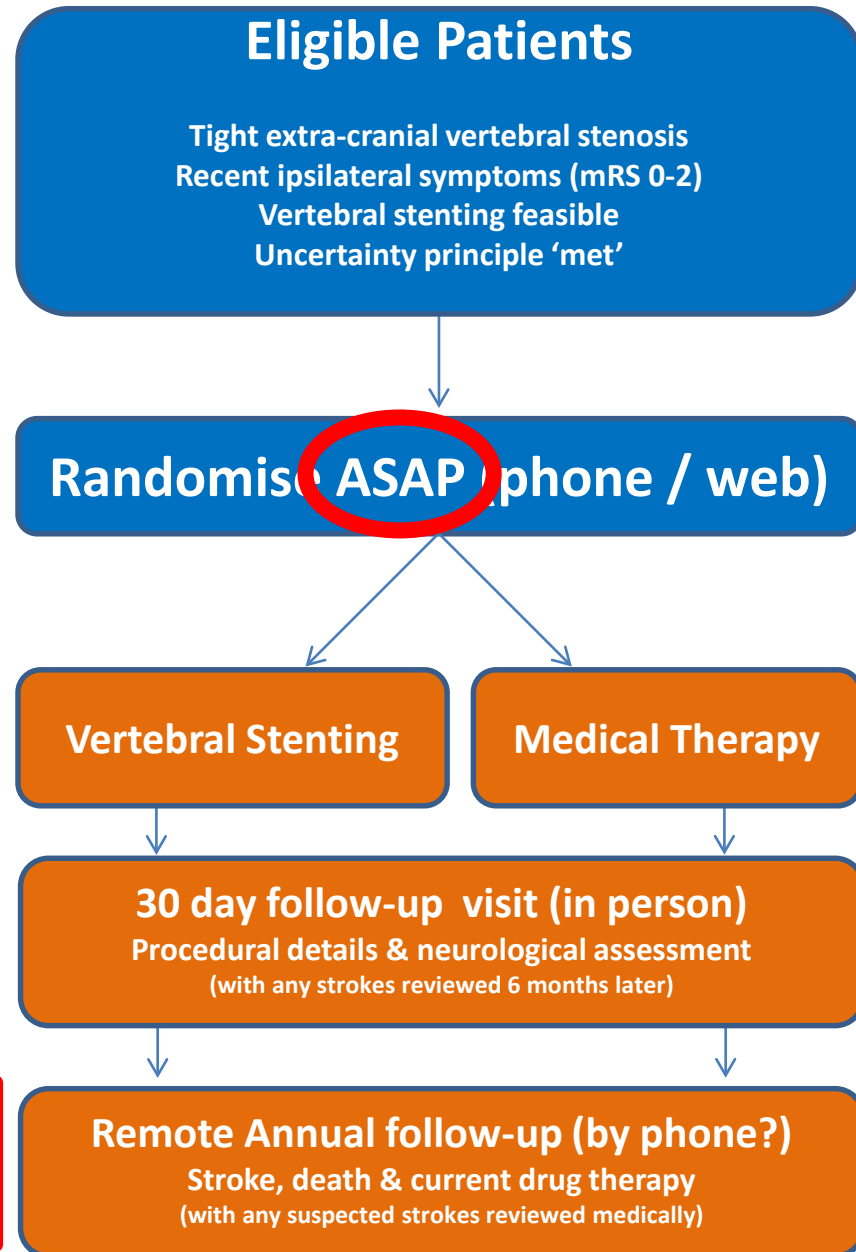 Eligible Patients
Tight extra-cranial vertebral stenosis
Recent ipsilateral symptoms (mRS 0-2)
Vertebral stenting feasible
Uncertainty principle ‘met’
Randomise ASAP (phone / web)
Vertebral Stenting
Medical Therapy
30 day follow-up visit (in person)
Procedural details & neurological assessment
(with any strokes reviewed 6 months later)
Remote Annual follow-up (by phone?)
Stroke, death & current drug therapy
(with any suspected strokes reviewed medically)